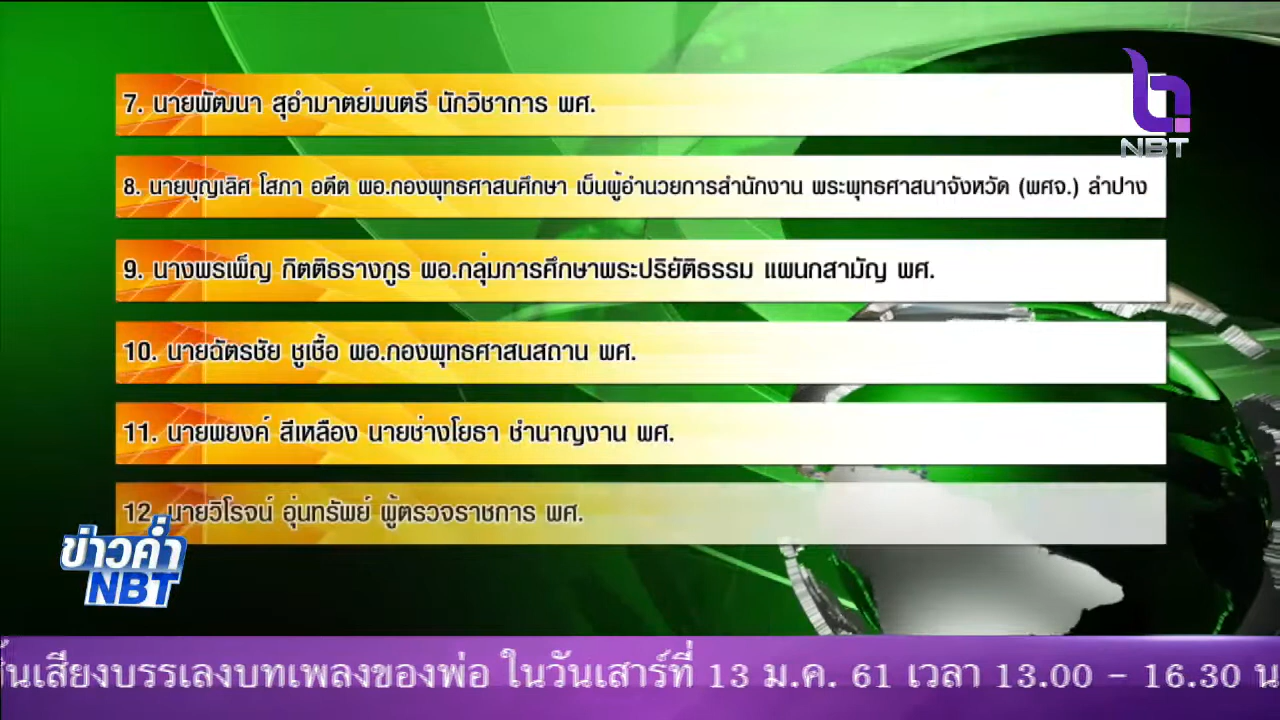 7. นายพัฒนา สุอำมาตย์มนตรี นักวิชาการ พศ.
NBT
8. นายบุญเลิศ โสภา อดีต ผอ.กองพุทธศาสนศึกษา เป็นผู้อำนวยการสำนักงาน พระพุทธศาสนาจังหวัด (พศจ.) ลำปาง
9. นางพรเพ็ญ กิตติธรางกูร ผอ.กลุ่มการศึกษาพระปริยัติธรรม แผนกสามัญ พศ.
10. นายฉัตรชัย ชูเชื้อ ผอ.กองพุทธศาสนสถาน พศ.
11. นายพยงค์ สีเหลือง นายช่างโยธา ชำนาญงาน พศ.
12. นายวิโรจน์ อุ่นทรัพย์ ผู้ตรวจราชการ พศ.
ข่าวค่ำ
NBT
เสียงบรรเลงบทเพลงของพ่อ ในวันเสาร์ที่ 13 ม.ค. 61 เวลา 13.00 - 16.30 น